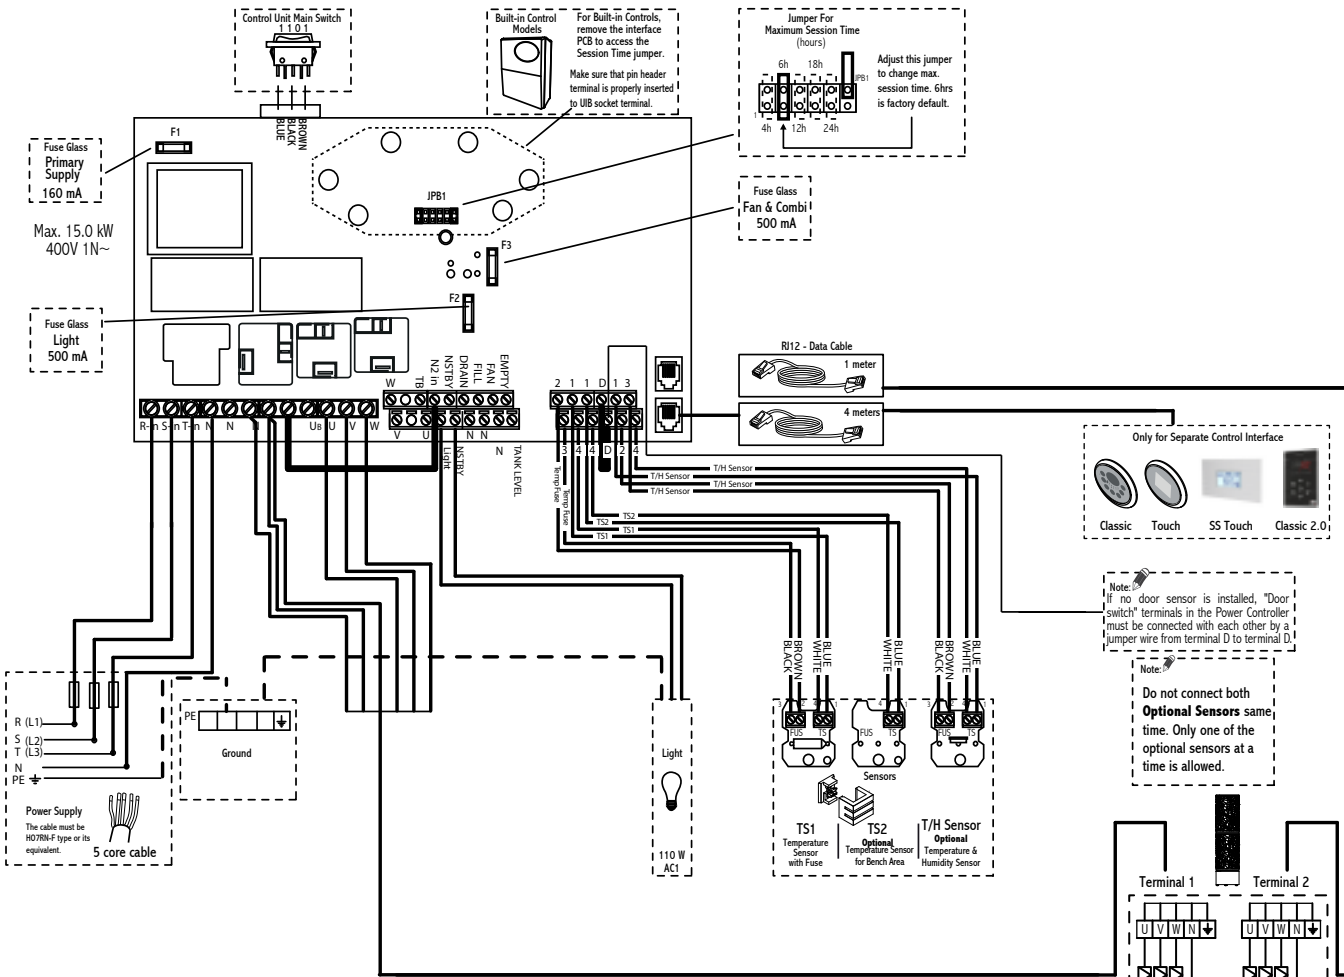 Control Unit Main Switch
1 1 0 1
BLUE
BLACK
BROWN
Built-in Control
Models
For Built-in Controls,
remove the interface
PCB to access the
Session Time jumper.
Make sure that pin header
terminal is properly inserted
to UIB socket terminal.
Jumper For
Maximum Session Time
(hours)
6h 18h
JPB1
1
4h 12h 24h
Adjust this jumper
to change max.
session time. 6hrs
is factory default.
F1
Fuse Glass
Primary
Supply
160 mA
Max. 15.0 kW
400V 1N~
JPB1
F3
F2
Fuse Glass
Fan & Combi
500 mA
Fuse Glass
Light
500 mA
RJ12 - Data Cable
1 meter
4 meters
Only for Separate Control Interface
Classic Touch SS Touch Classic 2.0
W TB N2 in NSTBY DRAIN FILL FAN EMPTY
V U N N
Light NSTBY N TANK LEVEL
R-in S-in T-in N N N UB U V W
2 1 1 D 1 3
3 4 4 D 2 4
Temp Fuse
Temp Fuse
T/H Sensor
T/H Sensor
T/H Sensor
TS2
TS2
TS1
TS1
Note:
If no door sensor is installed, "Door
switch" terminals in the Power Controller
must be connected with each other by a
jumper wire from terminal D to terminal D.
Note:
Do not connect both
Optional Sensors same
time. Only one of the
optional sensors at a
time is allowed.
BLACK
BROWN
WHITE
BLUE
WHITE
BLUE
BLACK
BROWN
WHITE
BLUE
3 2 4 1 4 1 3 2 4 1
FUS TS FUS TS FUS TS
Sensors
TS1
Temperature
Sensor
with Fuse
TS2
Optional
Temperature Sensor
for Bench Area
T/H Sensor
Optional
Temperature &
Humidity Sensor
R (L1)
S (L2)
T (L3)
N
PE
Power Supply
The cable must be
HO7RN-F type or its
equivalent.
5 core cable
PE
Ground
Light
110 W
AC1
Terminal 1
Terminal 2
U V W N
U V W N